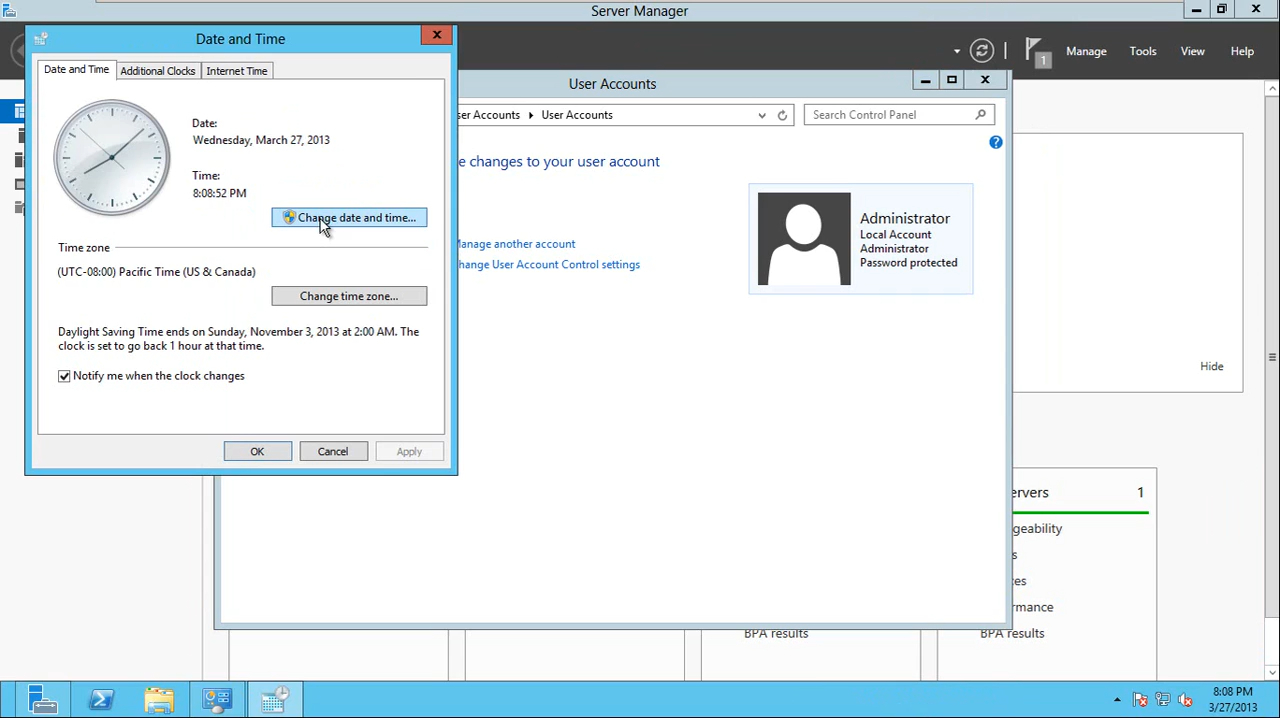 Server Manager
Manage
Tools
View
Help
1
Date and Time
Date and Time
Additional Clocks
Internet Time
Date:
Wednesday, March 27, 2013
Time:
8:08:52 PM
Change date and time...
Time zone
(UTC-08:00) Pacific Time (US & Canada)
Change time zone...
Daylight Saving Time ends on Sunday, November 3, 2013 at 2:00 AM. The
clock is set to go back 1 hour at that time.
Notify me when the clock changes
OK
Cancel
Apply
User Accounts
ser Accounts
User Accounts
Search Control Panel
e changes to your user account
Manage another account
hange User Account Control settings
Administrator
Local Account
Administrator
Password protected
Hide
ervers 1
geability
s
ces
rmance
BPA results
BPA results
8:08 PM
3/27/2013